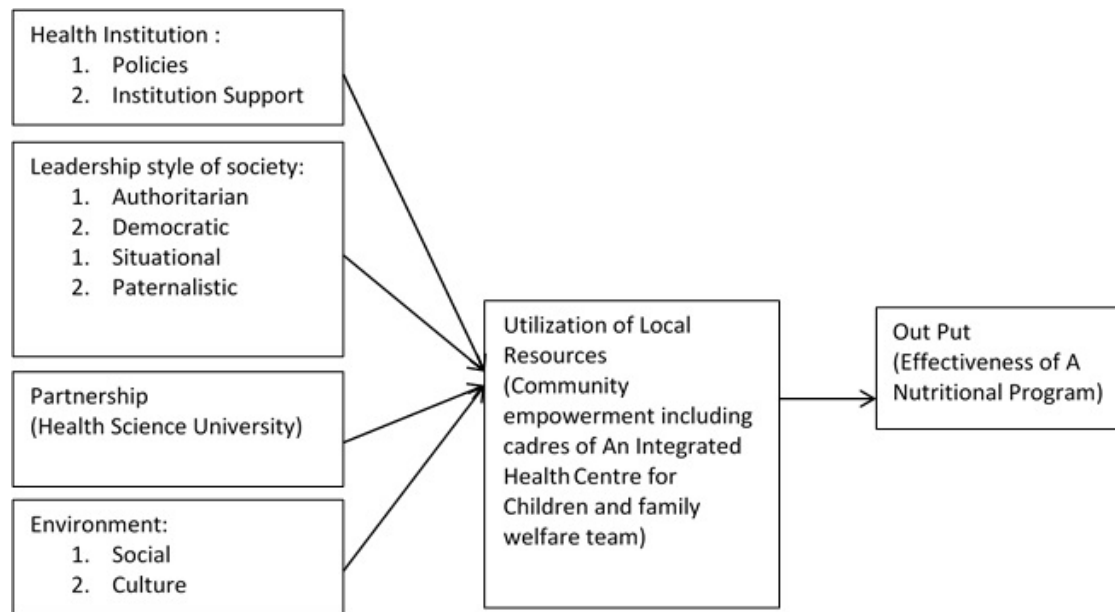 Health Institution :
1. Policies
2. Institution Support
Leadership style of society:
1. Authoritarian
2. Democratic
1. Situational
2. Paternalistic
Partnership
(Health Science University)
Environment:
1. Social
2. Culture
Utilization of Local
Resources
(Community
empowerment including
cadres of An Integrated
Health Centre for
Children and family
welfare team)
Out Put
(Effectiveness of A
Nutritional Program)